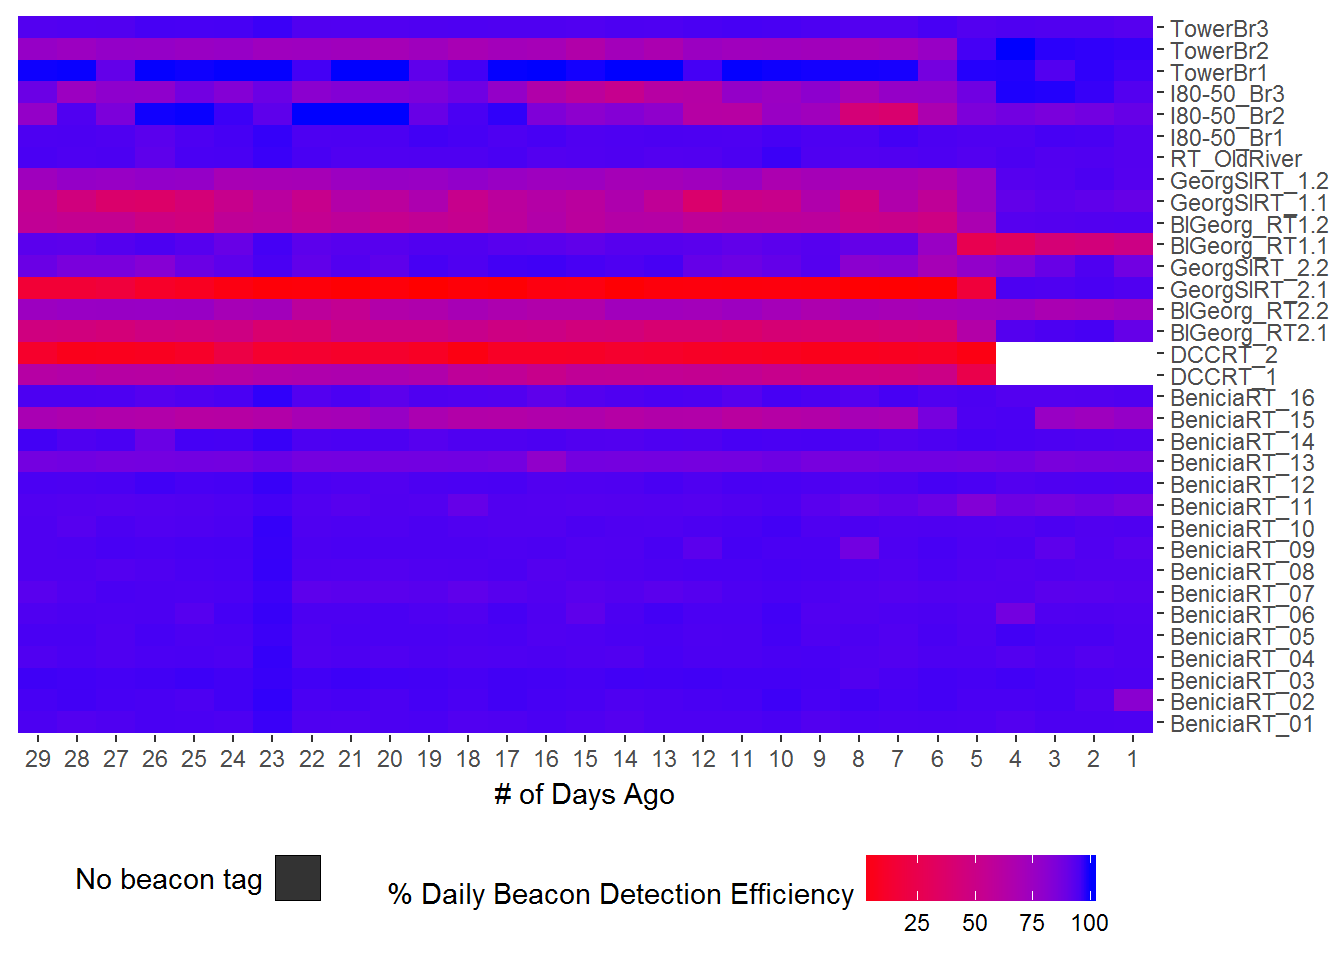 TowerBr3
TowerBr2
TowerBr1
I80-50_Br3
I80-50_Br2
I80-50_Br1
RT_OldRiver
GeorgSlRT_1.2
GeorgSlRT_1.1
BlGeorg_RT1.2
BlGeorg_RT1.1
GeorgSlRT_2.2
GeorgSlRT_2.1
BlGeorg_RT2.2
BlGeorg_RT2.1
DCCRT_2
DCCRT_1
BeniciaRT_16
BeniciaRT_15
BeniciaRT_14
BeniciaRT_13
BeniciaRT_12
BeniciaRT_11
BeniciaRT_10
BeniciaRT_09
BeniciaRT_08
BeniciaRT_07
BeniciaRT_06
BeniciaRT_05
BeniciaRT_04
BeniciaRT_03
BeniciaRT_02
BeniciaRT_01
29 28 27 26 25 24 23 22 21 20 19 18 17 16 15 14 13 12 11 10 9 8 7 6 5 4 3 2 1
# of Days Ago
No beacon tag
% Daily Beacon Detection Efficiency
25 50 75 100